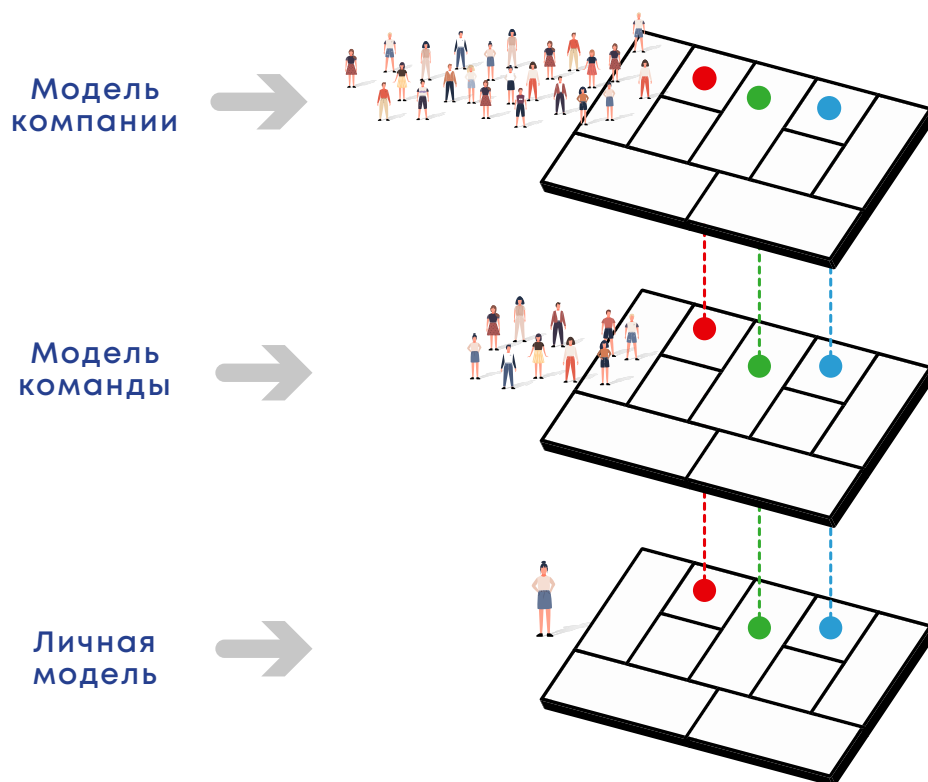 Модель
компании
Модель
команды
Личная
модель